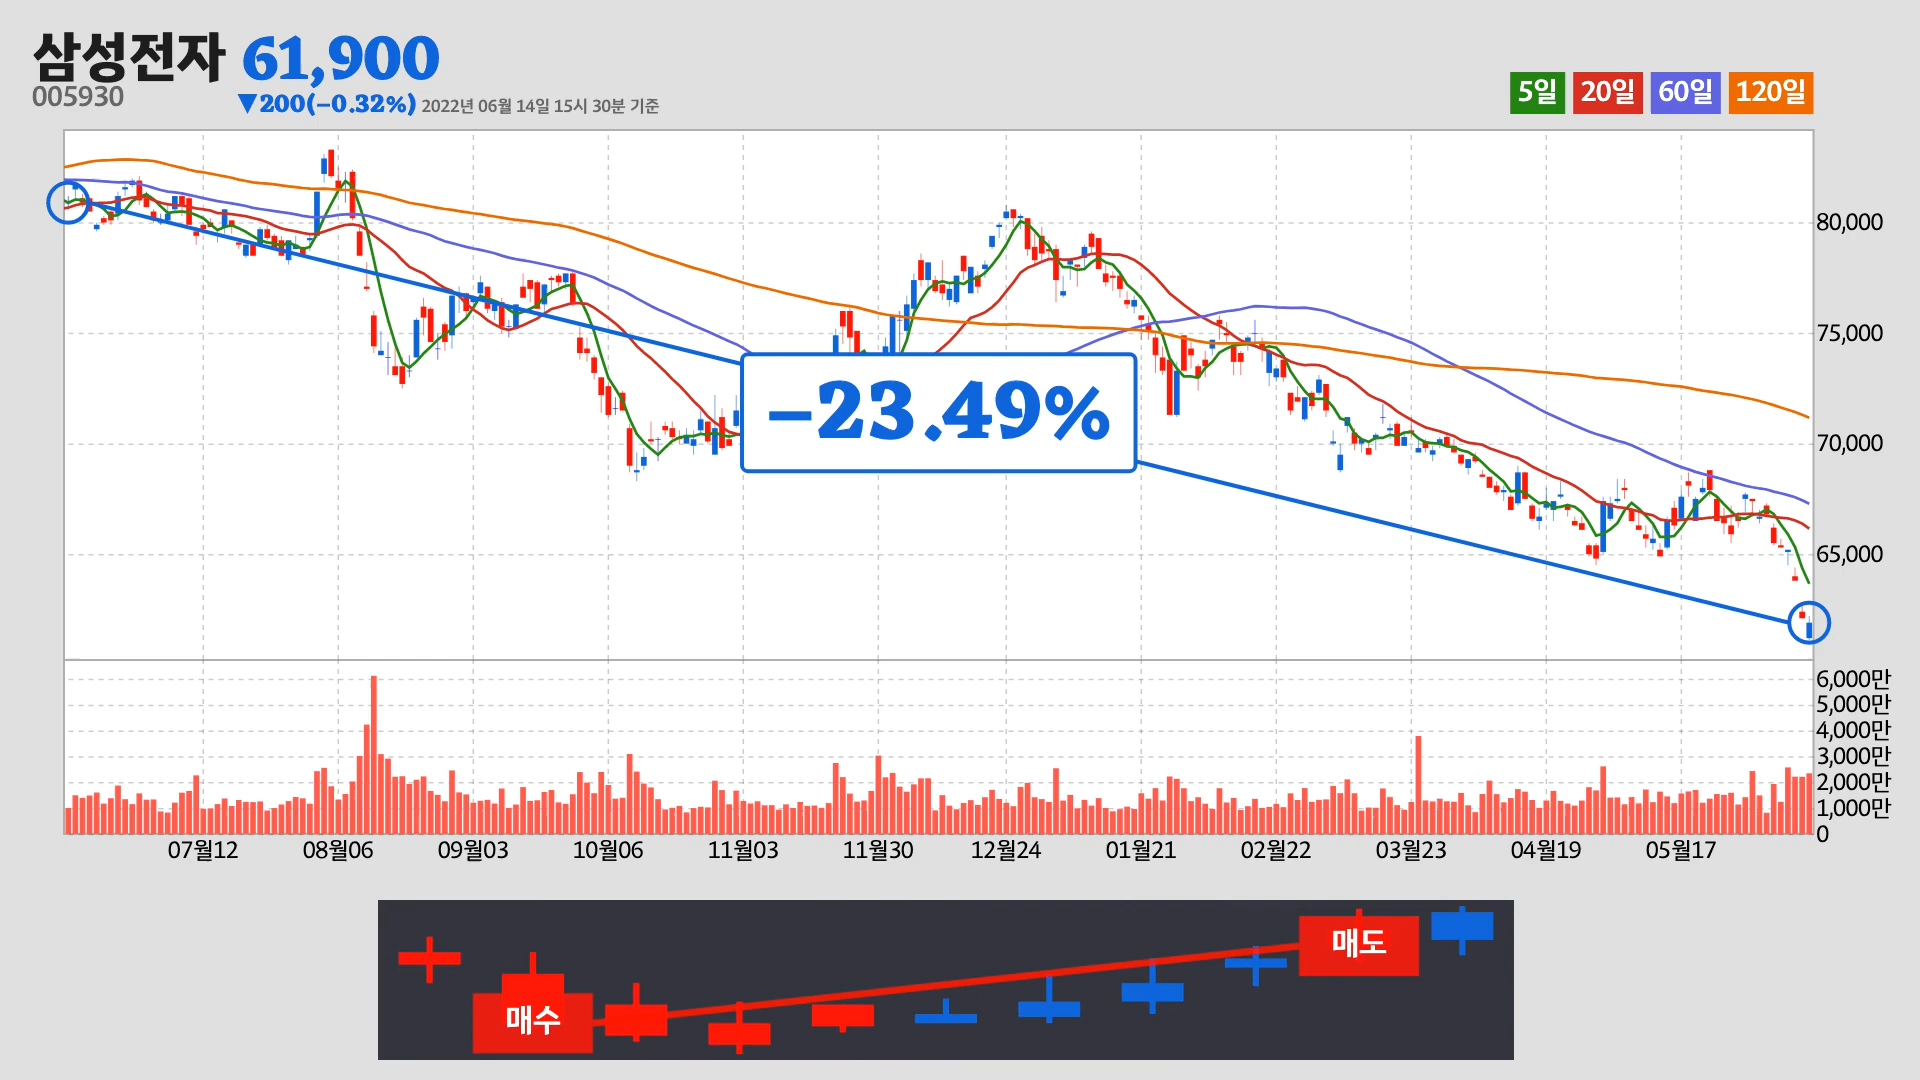 삼성전자 61,900
005930 ▼200(−0.32%) 2022년 06월 14일 15시 30분 기준
5일 20일 60일 120일
80,000
75,000
−23.49%
70,000
65,000
6,000만
5,000만
4,000만
3,000만
2,000만
1,000만
0
07월12 08월06 09월03 10월06 11월03 11월30 12월24 01월21 02월22 03월23 04월19 05월17
매도
매수